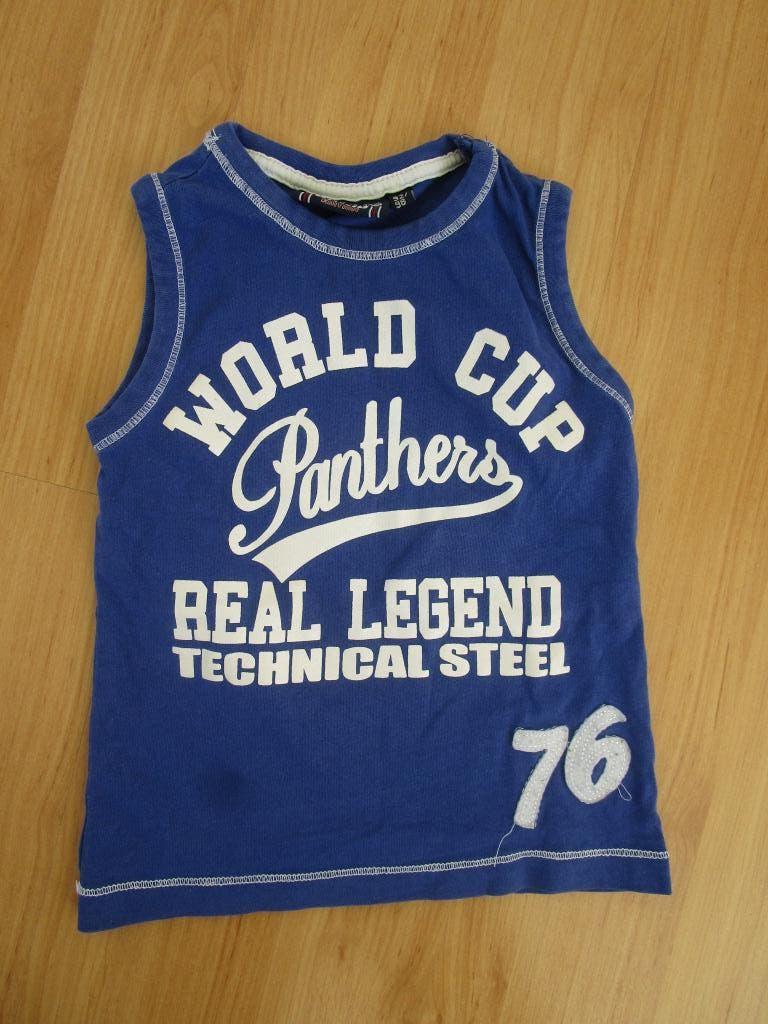 WORLD CUP
Panthers
REAL LEGEND
TECHNICAL STEEL
76